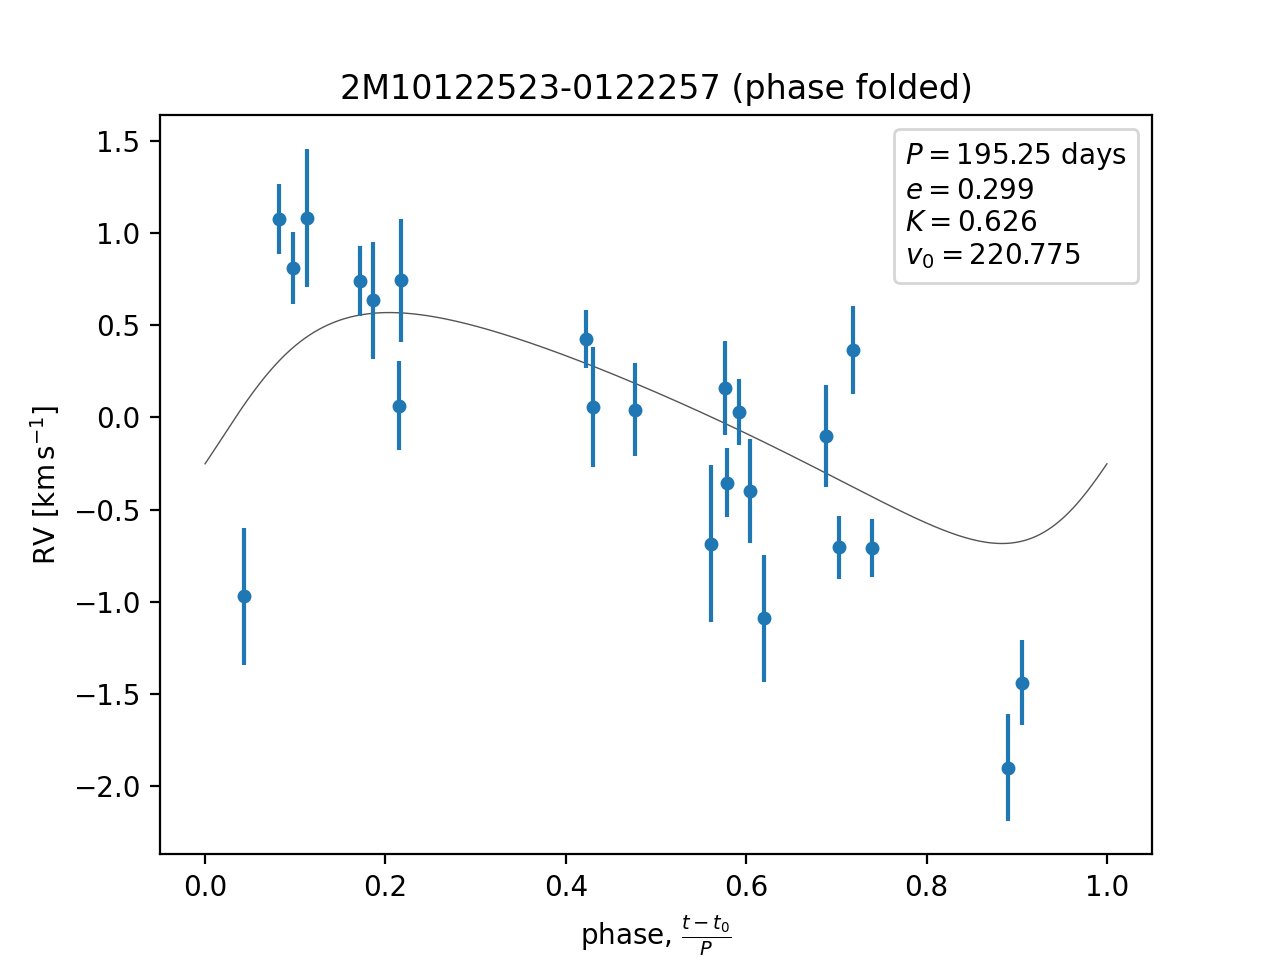 2M10122523-0122257 (phase folded)
P = 195.25 days
e = 0.299
K = 0.626
v₀ = 220.775
RV [km s⁻¹]
1.5
1.0
0.5
0.0
−0.5
−1.0
−1.5
−2.0
0.0 0.2 0.4 0.6 0.8 1.0
phase, (t − t₀)/P